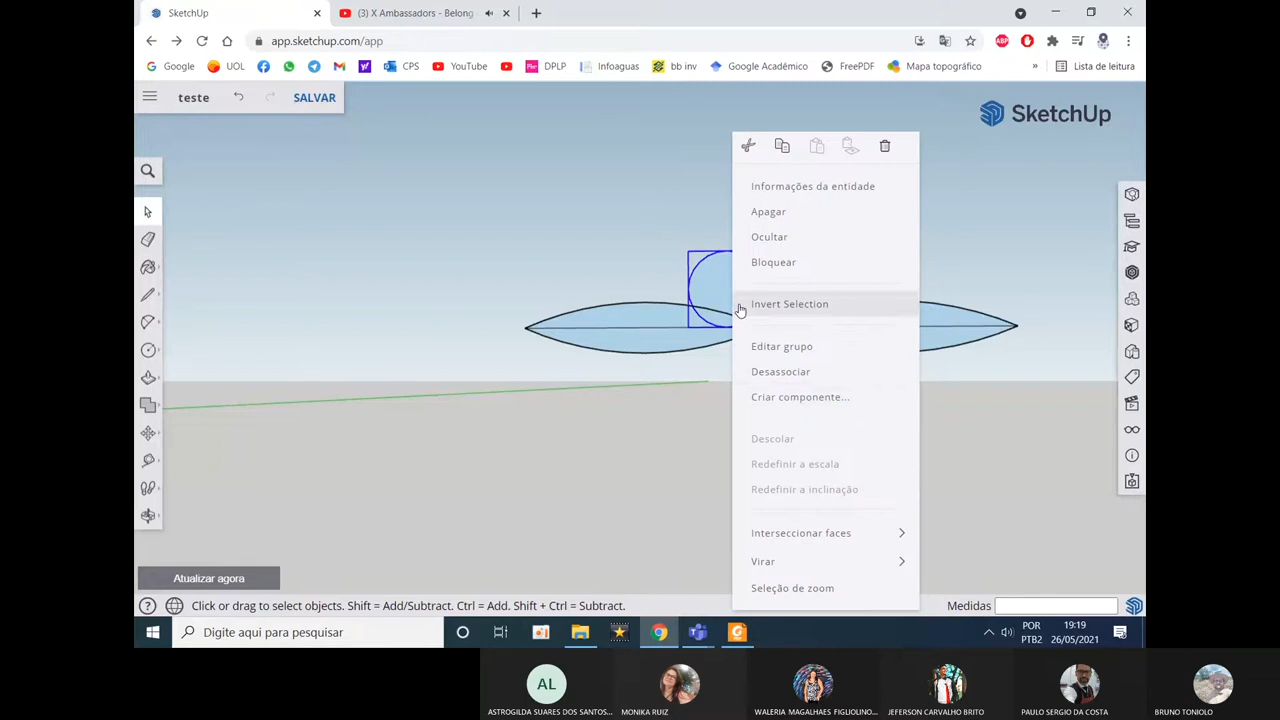 SketchUp
(3) X Ambassadors - Belong
app.sketchup.com/app
ABP
Google
UOL
CPS
YouTube
DPLP
Infoaguas
bb inv
Google Acadêmico
FreePDF
Mapa topográfico
»
Lista de leitura
teste
SALVAR
SketchUp
Informações da entidade
Apagar
Ocultar
Bloquear
Invert Selection
Editar grupo
Desassociar
Criar componente...
Descolar
Redefinir a escala
Redefinir a inclinação
Interseccionar faces
Virar
Seleção de zoom
Atualizar agora
Click or drag to select objects. Shift = Add/Subtract. Ctrl = Add. Shift + Ctrl = Subtract.
Medidas
Digite aqui para pesquisar
POR
PTB2
19:19
26/05/2021
AL
ASTROGILDA SUARES DOS SANTOS...
MONIKA RUIZ
WALERIA MAGALHAES FIGLIOLINO...
JEFERSON CARVALHO BRITO
PAULO SERGIO DA COSTA
BRUNO TONIOLO